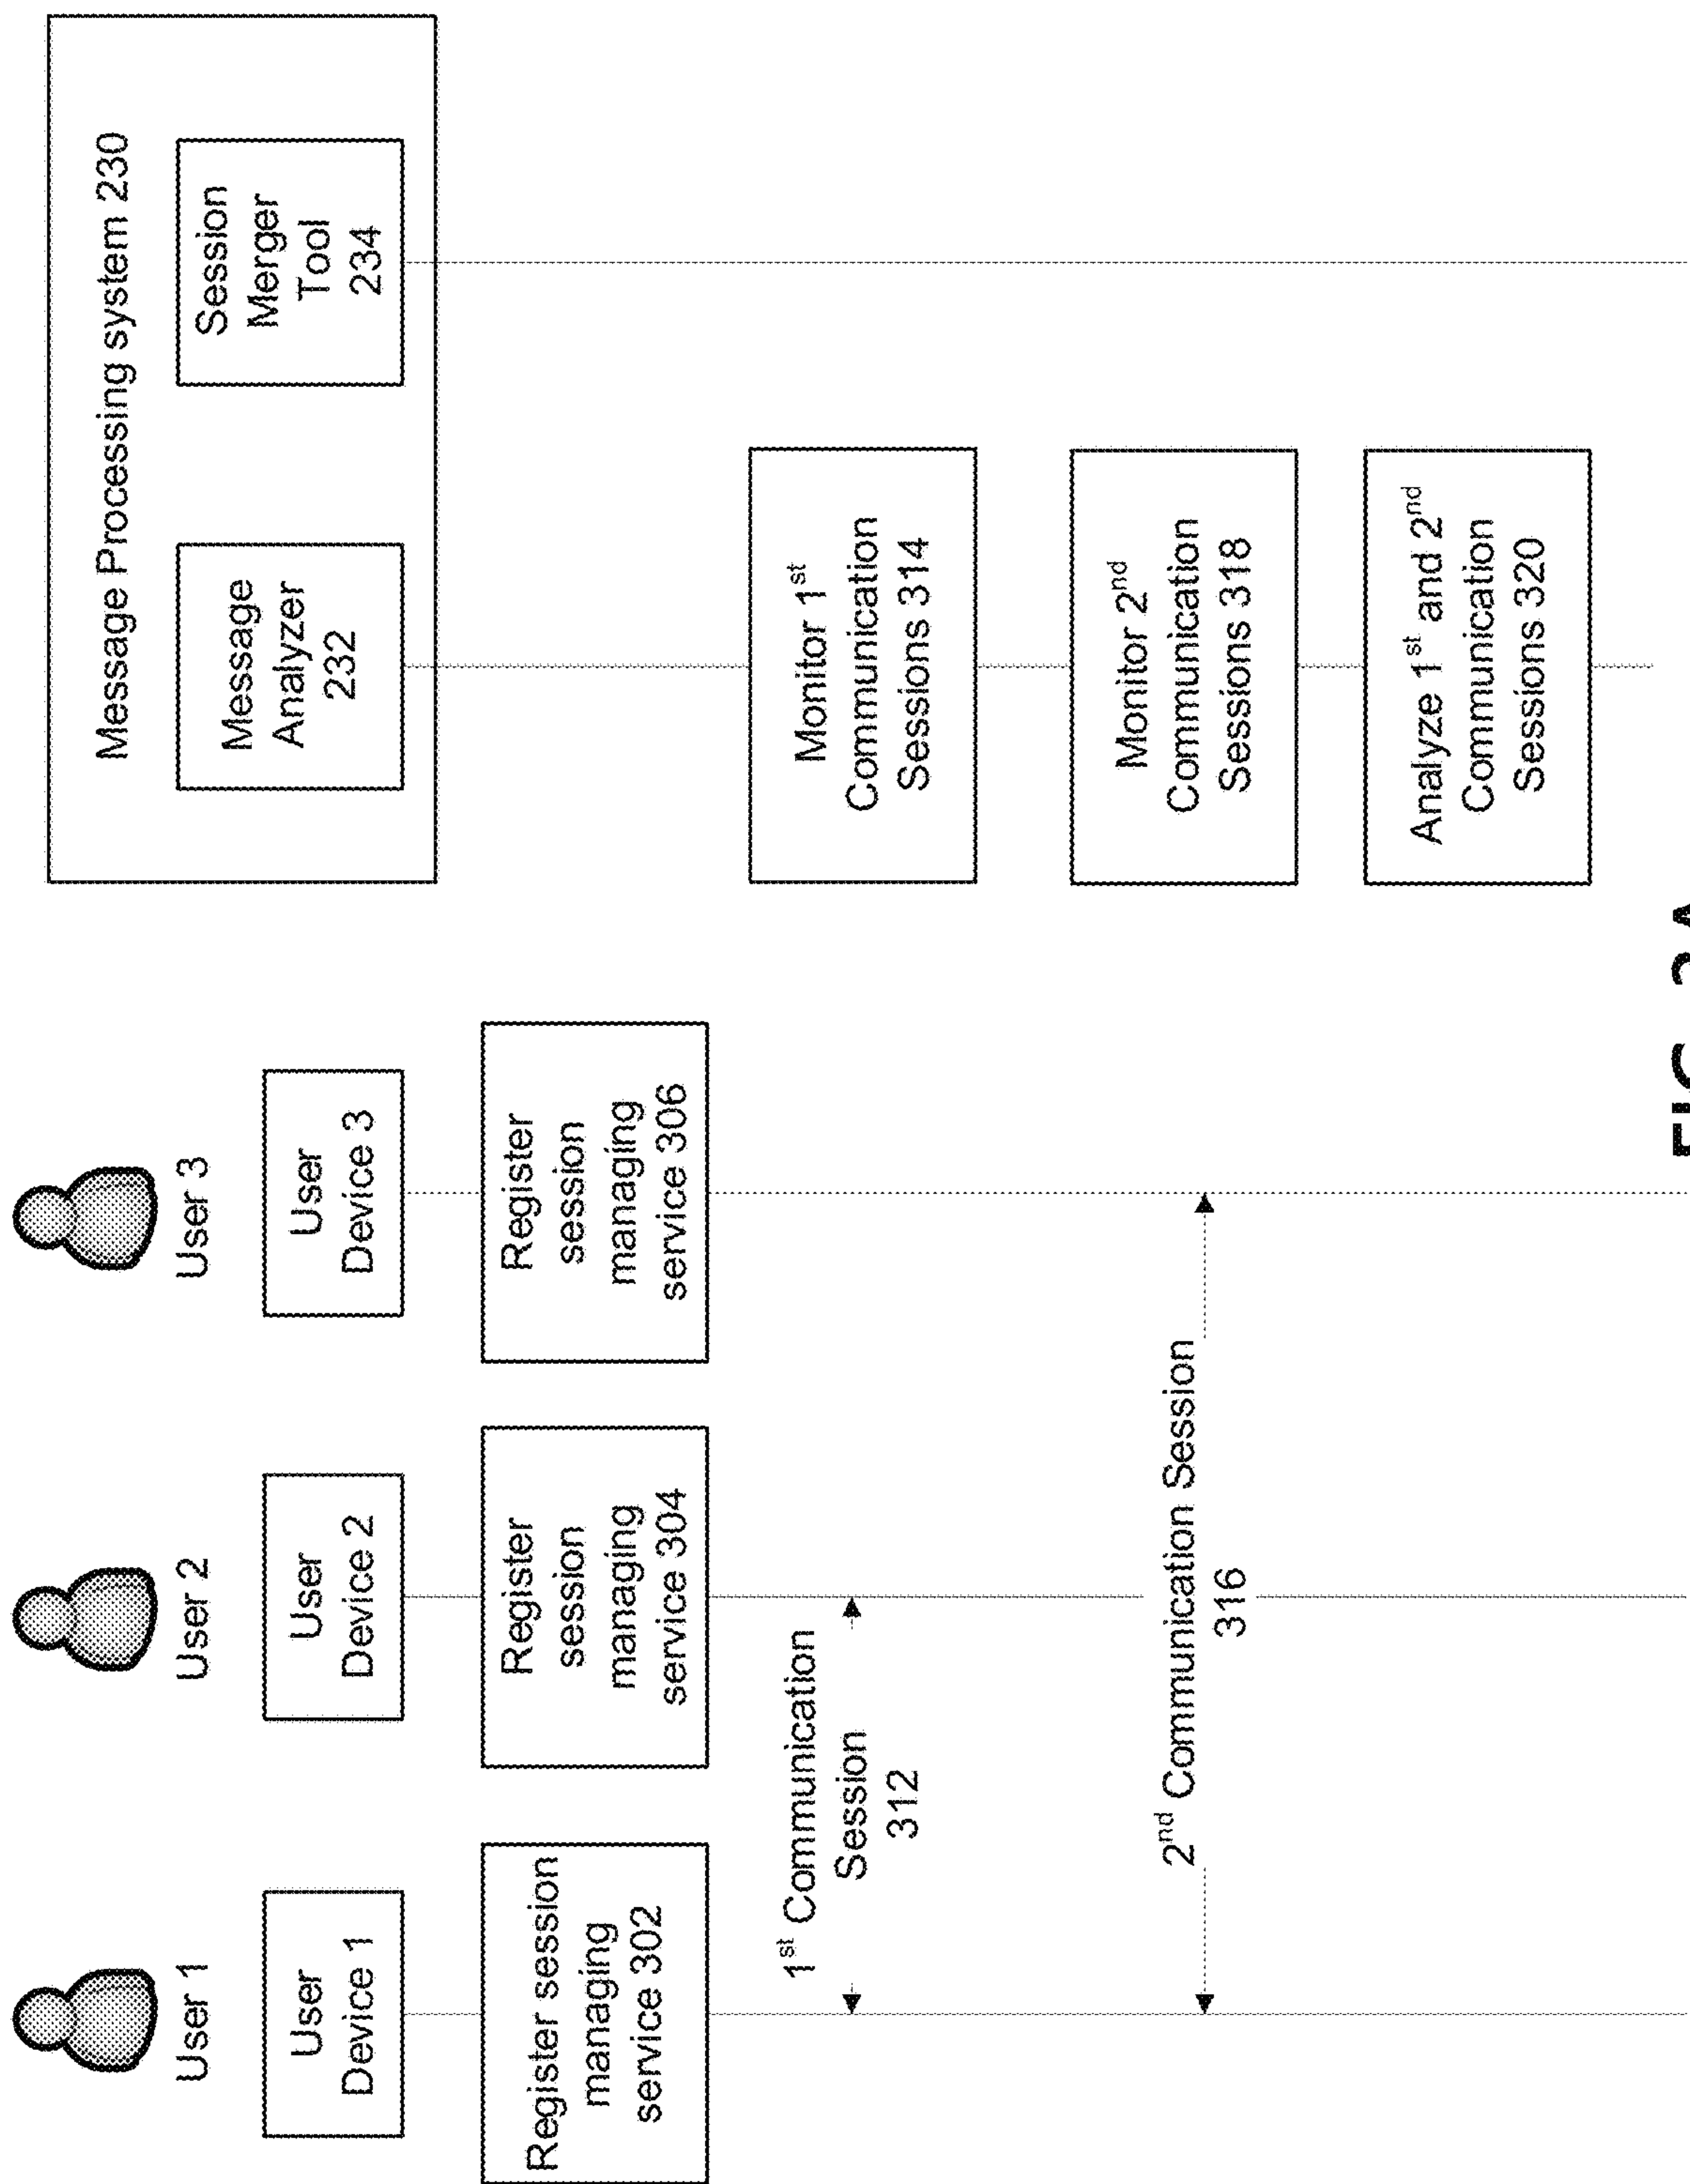 User 1
User 2
User 3
Message Processing system 230
User
Device 1
User
Device 2
User
Device 3
Message
Analyzer
232
Session
Merger
Tool
234
Register session
managing
service 302
Register
session
managing
service 304
Register
session
managing
service 306
1st Communication
Session
312
Monitor 1st
Communication
Sessions 314
2nd Communication Session
316
Monitor 2nd
Communication
Sessions 318
Analyze 1st and 2nd
Communication
Sessions 320